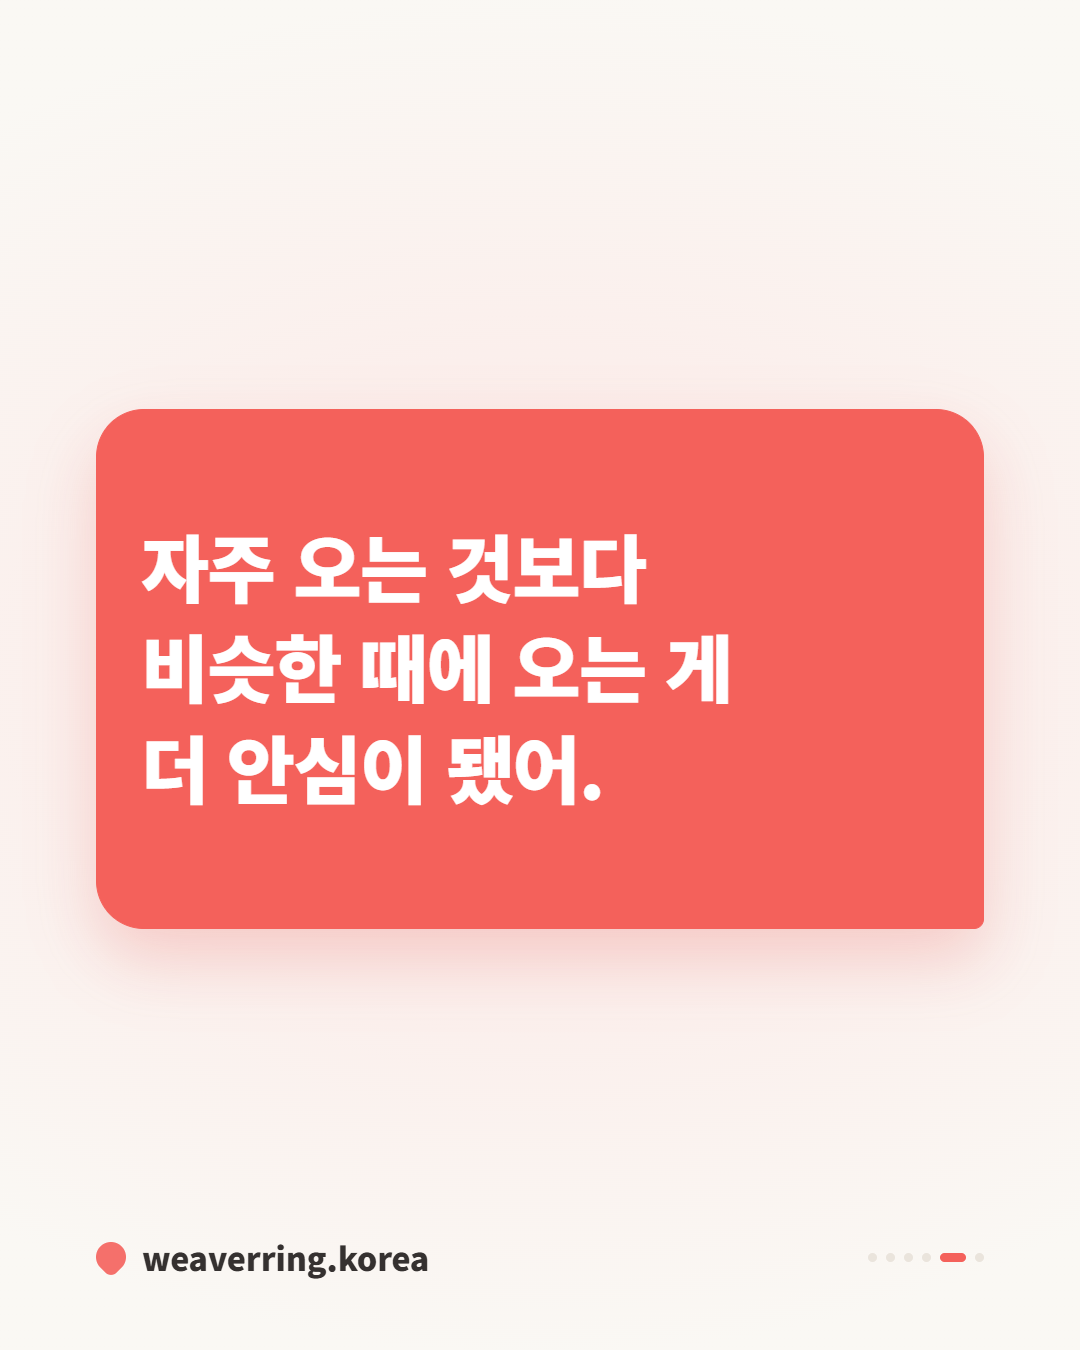 자주 오는 것보다
비슷한 때에 오는 게
더 안심이 됐어.
weaverring.korea